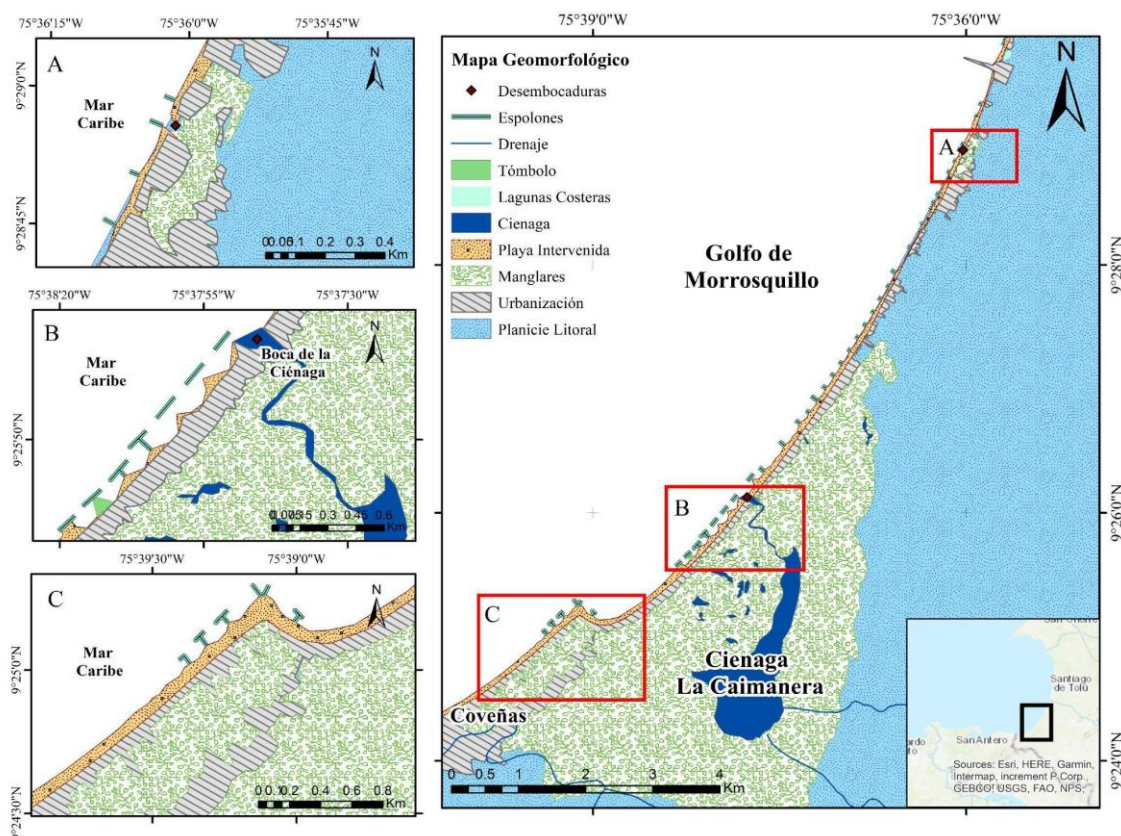 75°36'15"W
75°36'0"W
75°35'45"W
9°29'0"N
9°28'45"N
A
N
Mar
Caribe
0 0.05 0.1 0.2 0.3 0.4
Km
75°38'20"W
75°37'55"W
75°37'30"W
9°25'50"N
B
N
Mar
Caribe
Boca de la
Ciénaga
0.15 0.3 0.45 0.6
Km
75°39'30"W
75°39'0"W
9°25'0"N
9°24'30"N
C
N
Mar
Caribe
0.2 0.4 0.6 0.8
Km
75°39'0"W
75°36'0"W
9°28'0"N
9°26'0"N
9°24'0"N
Mapa Geomorfológico
Desembocaduras
Espolones
Drenaje
Tómbolo
Lagunas Costeras
Cienaga
Playa Intervenida
Manglares
Urbanización
Planicie Litoral
N
A
Golfo de
Morrosquillo
B
C
Cienaga
La Caimanera
Coveñas
0 0.5 1 2 3 4
Km
Santiago
de Tolú
San Antero
Sources: Esri, HERE, Garmin,
Intermap, increment P Corp.,
GEBCO, USGS, FAO, NPS,